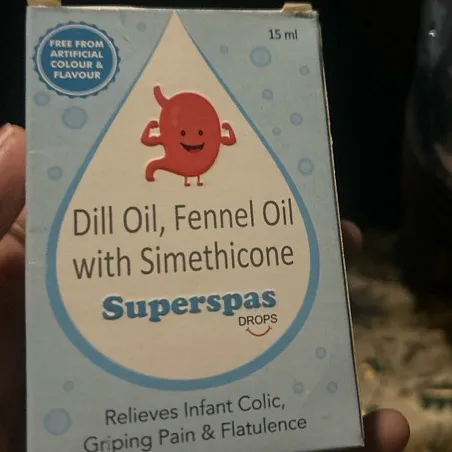 FREE FROM
ARTIFICIAL
COLOUR &
FLAVOUR
15 ml
Dill Oil, Fennel Oil
with Simethicone
Superspas
DROPS
Relieves Infant Colic,
Griping Pain & Flatulence